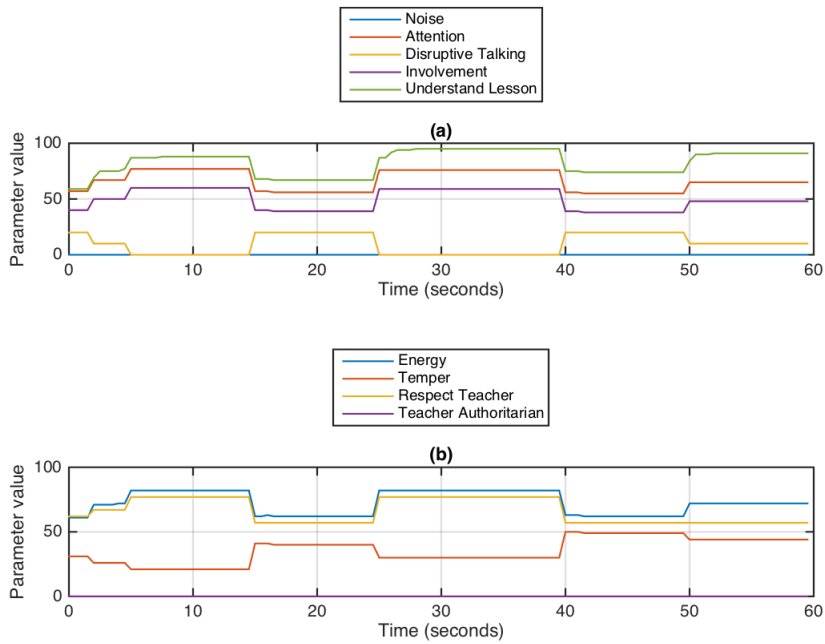 Noise
Attention
Disruptive Talking
Involvement
Understand Lesson
(a)
100
50
0
Parameter value
0 10 20 30 40 50 60
Time (seconds)
Energy
Temper
Respect Teacher
Teacher Authoritarian
(b)
100
50
0
Parameter value
0 10 20 30 40 50 60
Time (seconds)